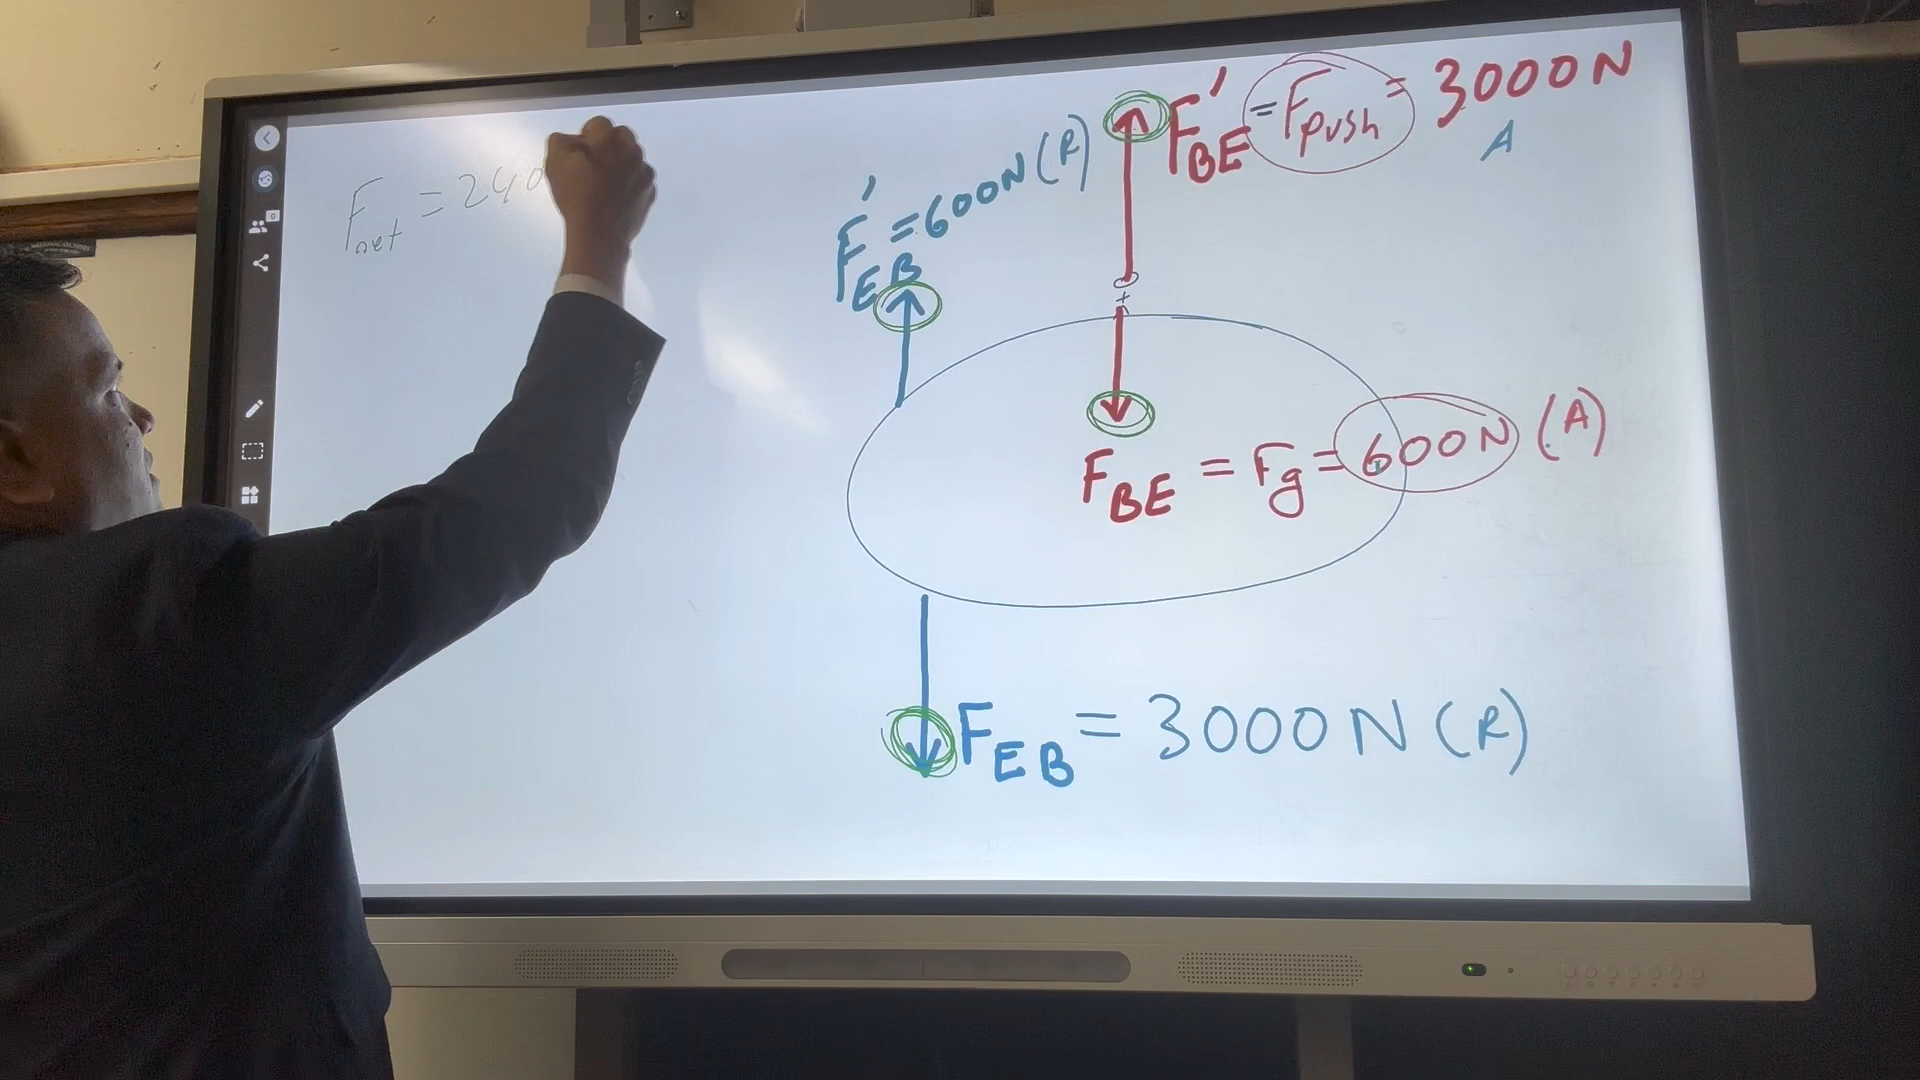 F'BE = Fpush = 3000N
A
F'EB = 600N (R)
Fnet = 240
FBE = Fg = 600N (A)
FEB = 3000N (R)